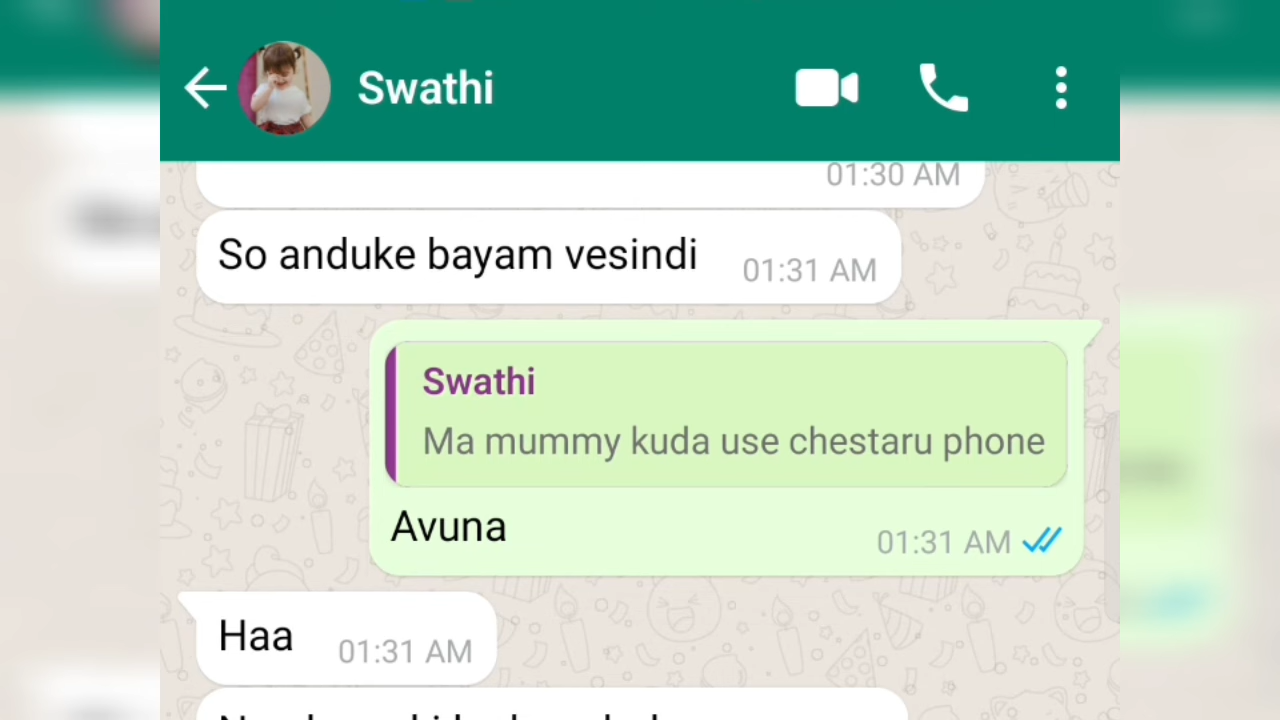 Swathi
01:30 AM
So anduke bayam vesindi 01:31 AM
Swathi
Ma mummy kuda use chestaru phone
Avuna 01:31 AM
Haa 01:31 AM